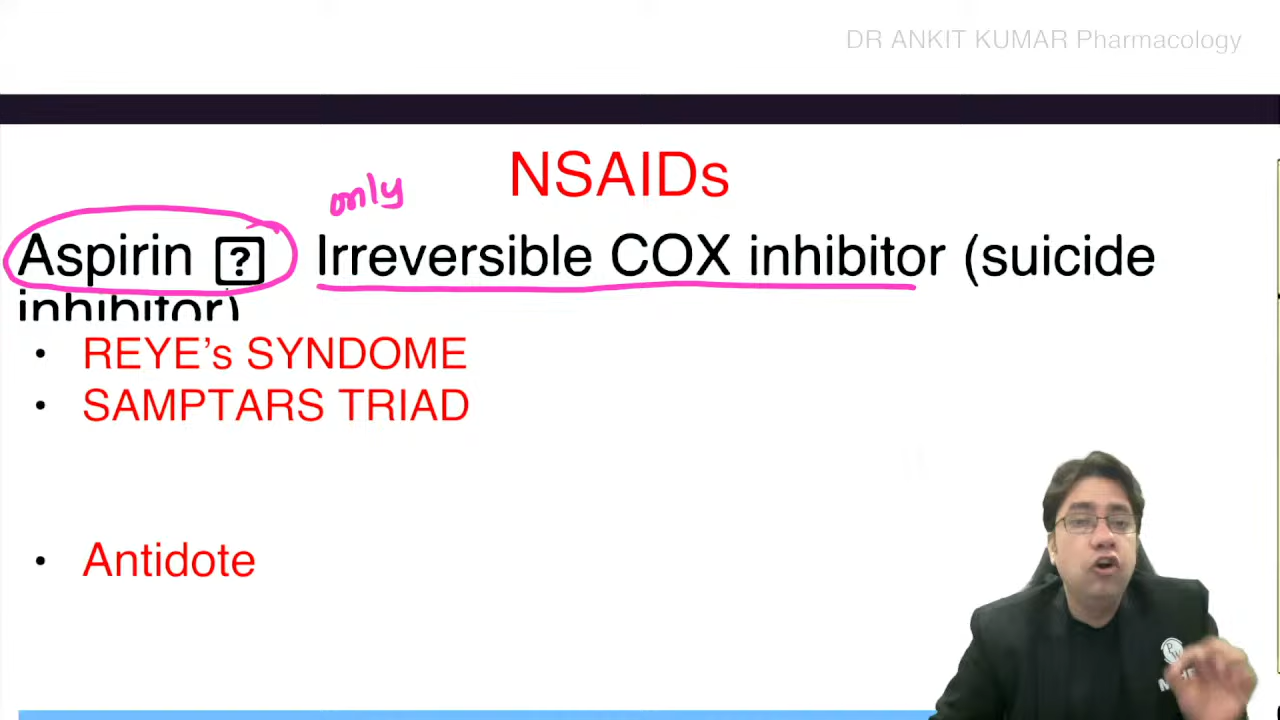 DR ANKIT KUMAR Pharmacology
NSAIDs
only
Aspirin ? Irreversible COX inhibitor (suicide
inhibitor)
• REYE’s SYNDOME
• SAMPTARS TRIAD
• Antidote